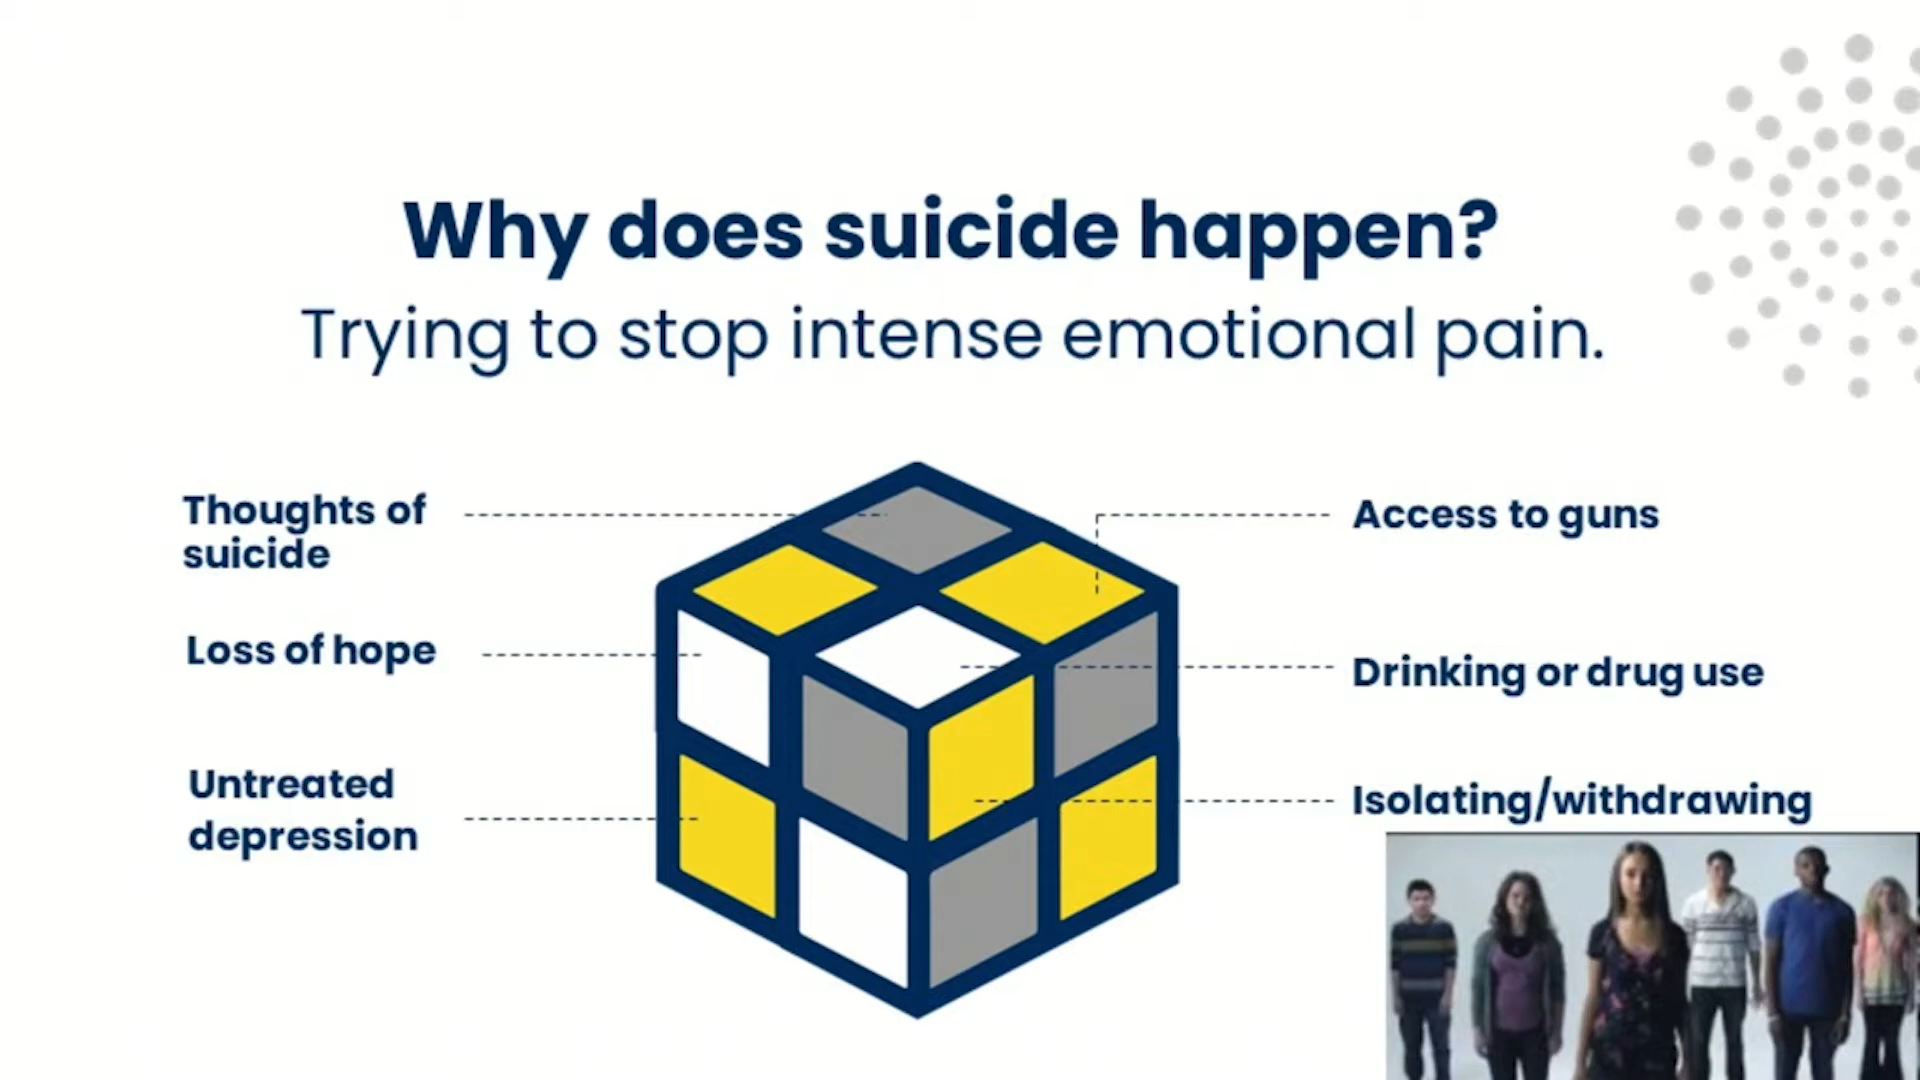 Why does suicide happen?
Trying to stop intense emotional pain.
Thoughts of
suicide
Loss of hope
Untreated
depression
Access to guns
Drinking or drug use
Isolating/withdrawing